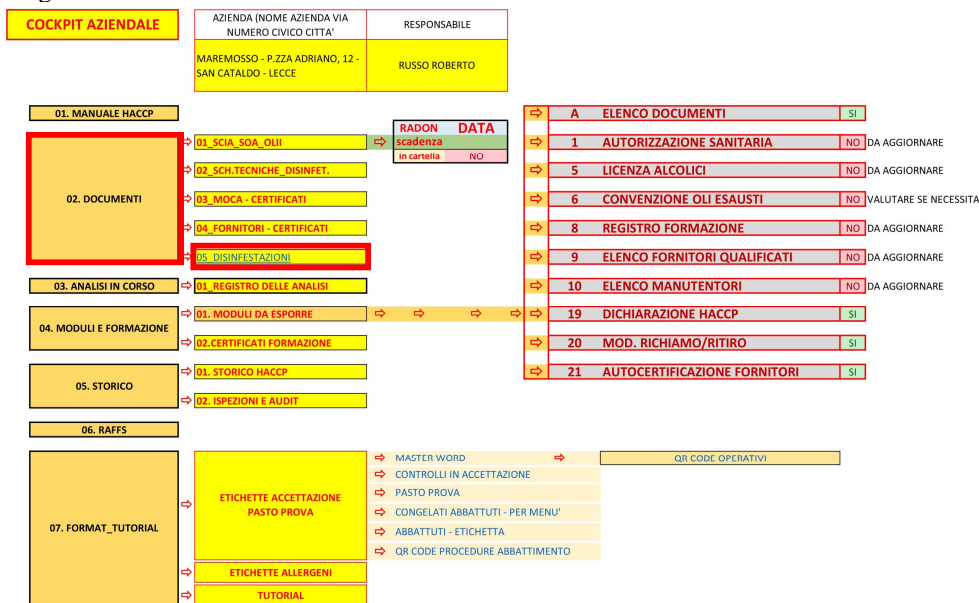 COCKPIT AZIENDALE
AZIENDA (NOME AZIENDA VIA
NUMERO CIVICO CITTA'
RESPONSABILE
MAREMOSSO - P.ZZA ADRIANO, 12 -
SAN CATALDO - LECCE
RUSSO ROBERTO
01. MANUALE HACCP
A ELENCO DOCUMENTI SI
RADON DATA
01_SCIA_SOA_OLII
scadenza
1 AUTORIZZAZIONE SANITARIA NO DA AGGIORNARE
in cartella NO
02_SCH.TECNICHE_DISINFET.
5 LICENZA ALCOLICI NO DA AGGIORNARE
02. DOCUMENTI
03_MOCA - CERTIFICATI
6 CONVENZIONE OLI ESAUSTI NO VALUTARE SE NECESSITA
04_FORNITORI - CERTIFICATI
8 REGISTRO FORMAZIONE NO DA AGGIORNARE
05_DISINFESTAZIONI
9 ELENCO FORNITORI QUALIFICATI NO DA AGGIORNARE
03. ANALISI IN CORSO
01_REGISTRO DELLE ANALISI
10 ELENCO MANUTENTORI NO DA AGGIORNARE
04. MODULI E FORMAZIONE
01. MODULI DA ESPORRE
19 DICHIARAZIONE HACCP SI
02.CERTIFICATI FORMAZIONE
20 MOD. RICHIAMO/RITIRO SI
05. STORICO
01. STORICO HACCP
21 AUTOCERTIFICAZIONE FORNITORI SI
02. ISPEZIONI E AUDIT
06. RAFFS
07. FORMAT_TUTORIAL
ETICHETTE ACCETTAZIONE
PASTO PROVA
MASTER WORD
QR CODE OPERATIVI
CONTROLLI IN ACCETTAZIONE
PASTO PROVA
CONGELATI ABBATTUTI - PER MENU'
ABBATTUTI - ETICHETTA
QR CODE PROCEDURE ABBATTIMENTO
ETICHETTE ALLERGENI
TUTORIAL